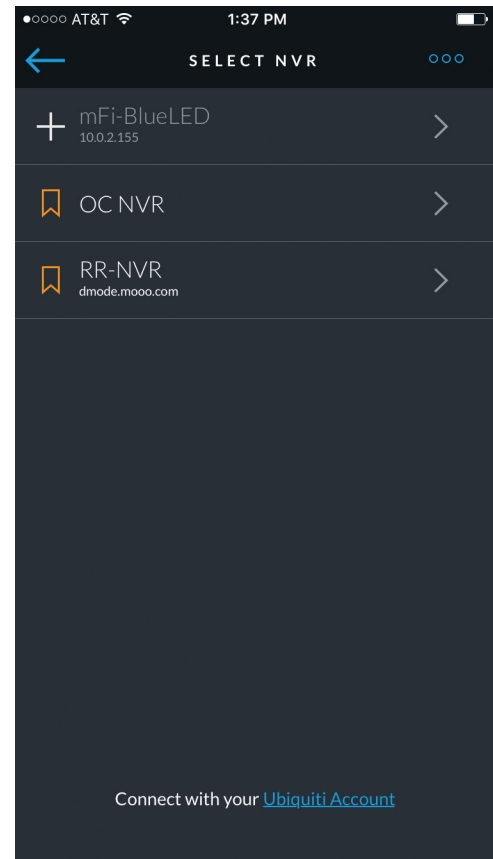 AT&T 1:37 PM
SELECT NVR
mFi-BlueLED
10.0.2.155
OC NVR
RR-NVR
dmode.mooo.com
Connect with your Ubiquiti Account